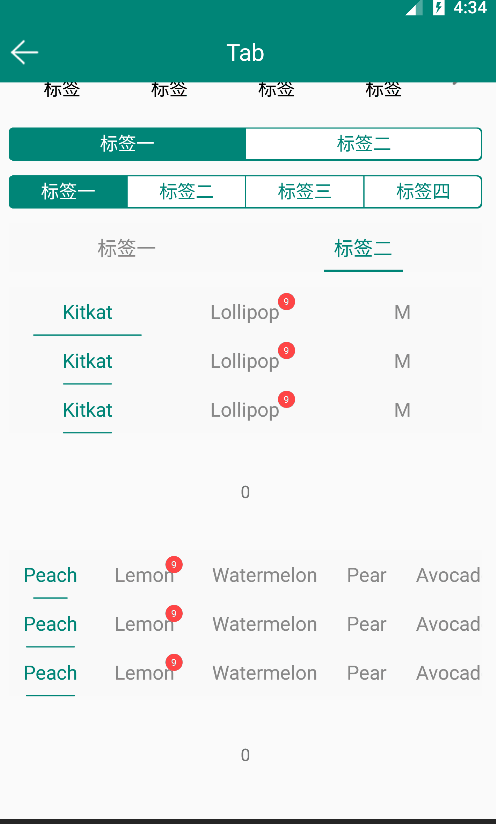 4:34
Tab
标签 标签 标签 标签
标签一 标签二
标签一 标签二 标签三 标签四
标签一 标签二
Kitkat Lollipop 9 M
Kitkat Lollipop 9 M
Kitkat Lollipop 9 M
0
Peach Lemon 9 Watermelon Pear Avocad
Peach Lemon 9 Watermelon Pear Avocad
Peach Lemon 9 Watermelon Pear Avocad
0